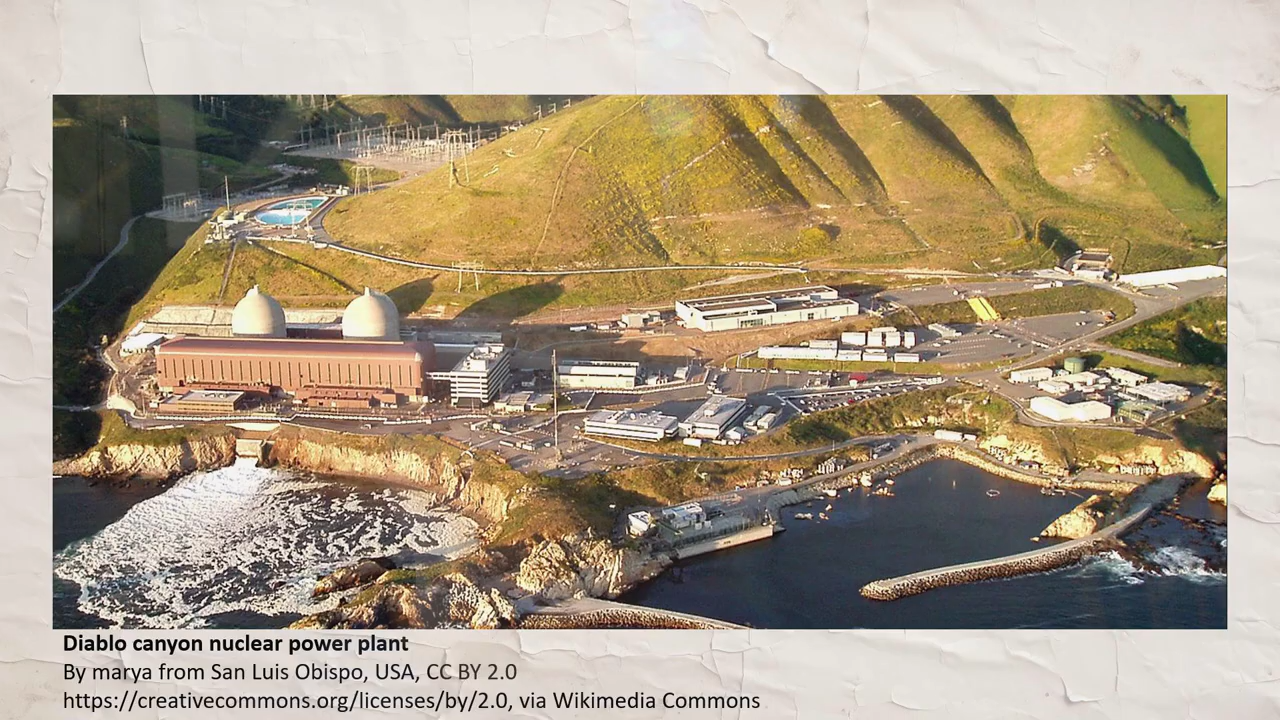 Diablo canyon nuclear power plant
By marya from San Luis Obispo, USA, CC BY 2.0
https://creativecommons.org/licenses/by/2.0, via Wikimedia Commons